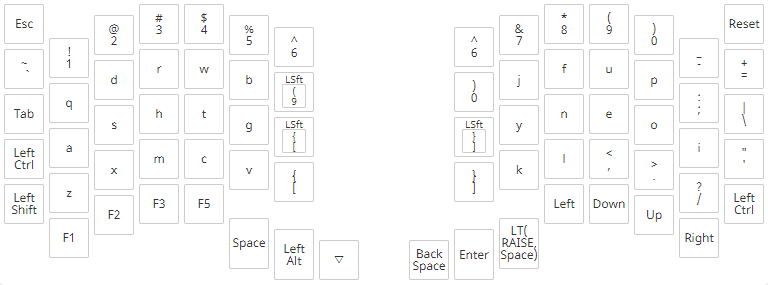 Esc
!
1
@
2
#
3
$
4
%
5
^
6
^
6
&
7
*
8
(
9
)
0
_
-
Reset
~
`
q
d
r
w
b
LSft
(
9
)
0
j
f
u
p
:
;
+
=
Tab
a
s
h
t
g
LSft
{
[
LSft
}
]
y
n
e
o
i
|
\
Left
Ctrl
z
x
m
c
v
{
[
}
]
k
l
<
,
>
.
?
/
"
'
Left
Shift
F1
F2
F3
F5
Space
Left
Alt
▽
Back
Space
Enter
LT(
RAISE,
Space)
Left
Down
Up
Right
Left
Ctrl